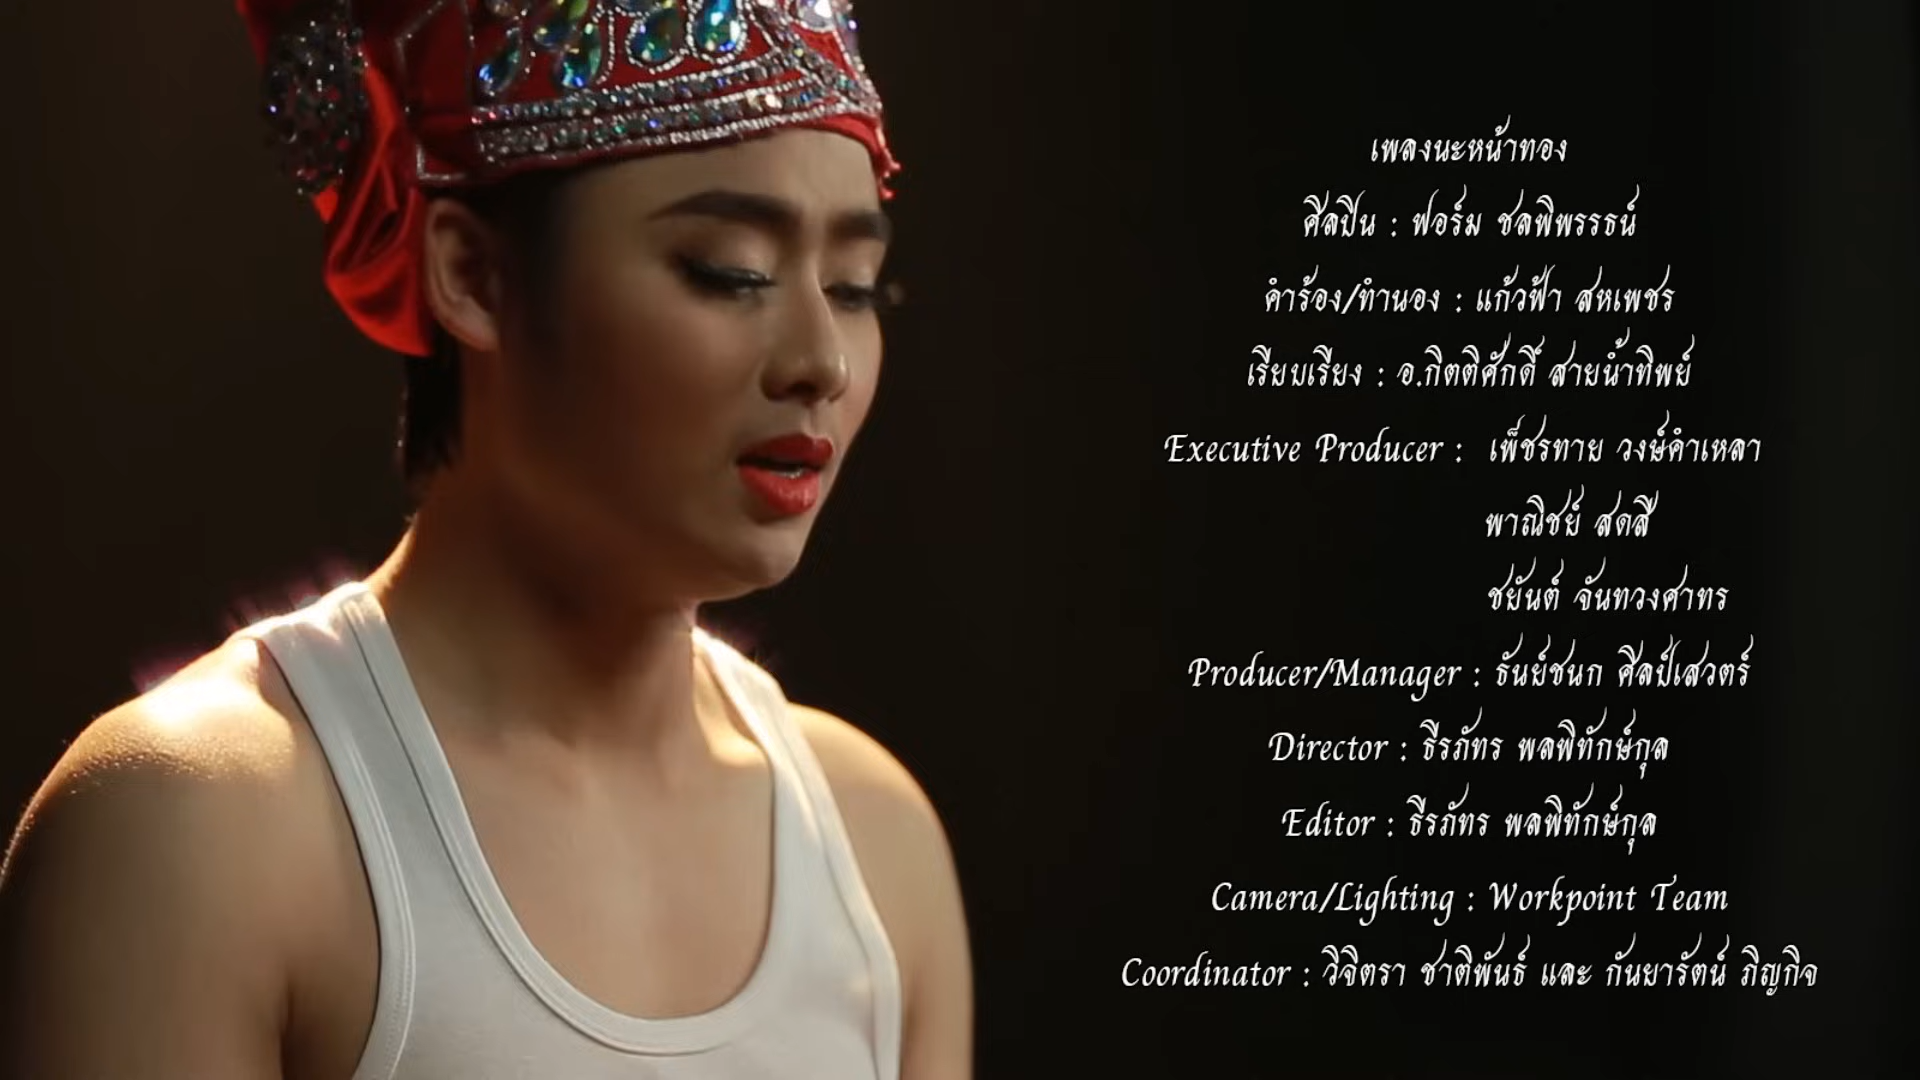 เพลงนะหน้าทอง
ศิลปิน : ฟอร์ม ชลพิพรรธน์
คำร้อง/ทำนอง : แก้วฟ้า สหเพชร
เรียบเรียง : อ.กิตติศักดิ์ สายน้ำทิพย์
Executive Producer : เพ็ชรทาย วงษ์คำเหลา
พาณิชย์ สดสี
ชยันต์ จันทวงศาทร
Producer/Manager : ธันย์ชนก ศิลป์เสวตร์
Director : ธีรภัทร พลพิทักษ์กุล
Editor : ธีรภัทร พลพิทักษ์กุล
Camera/Lighting : Workpoint Team
Coordinator : วิจิตรา ชาติพันธ์ และ กันยารัตน์ ภิญกิจ